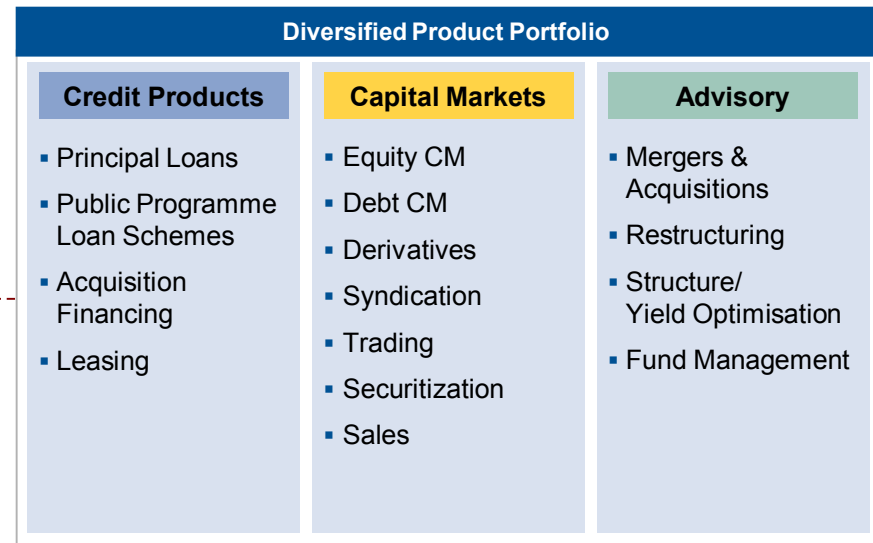 Diversified Product Portfolio
Credit Products
▪ Principal Loans
▪ Public Programme
Loan Schemes
▪ Acquisition
Financing
▪ Leasing
Capital Markets
▪ Equity CM
▪ Debt CM
▪ Derivatives
▪ Syndication
▪ Trading
▪ Securitization
▪ Sales
Advisory
▪ Mergers &
Acquisitions
▪ Restructuring
▪ Structure/
Yield Optimisation
▪ Fund Management